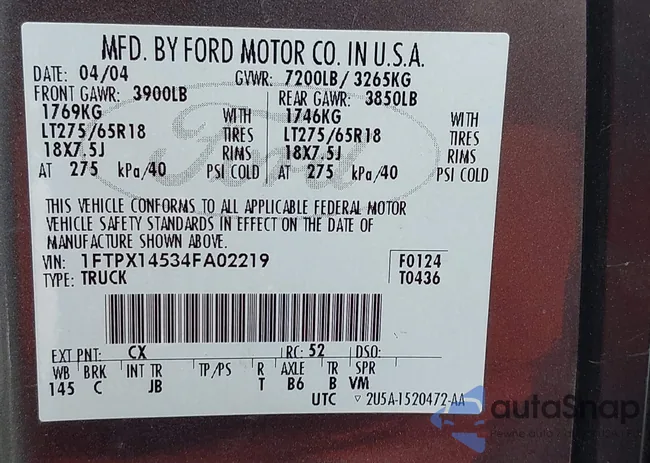 MFD. BY FORD MOTOR CO. IN U.S.A.
DATE: 04/04 GVWR: 7200LB/ 3265KG
FRONT GAWR: 3900LB REAR GAWR: 3850LB
1769KG WITH 1746KG WITH
LT275/65R18 TIRES LT275/65R18 TIRES
18X7.5J RIMS 18X7.5J RIMS
AT 275 kPa/40 PSI COLD AT 275 kPa/40 PSI COLD
Ford
THIS VEHICLE CONFORMS TO ALL APPLICABLE FEDERAL MOTOR
VEHICLE SAFETY STANDARDS IN EFFECT ON THE DATE OF
MANUFACTURE SHOWN ABOVE.
VIN: 1FTPX14534FA02219 F0124
TYPE: TRUCK T0436
EXT PNT: CX RC: 52 DSO:
WB BRK INT TR TP/PS R AXLE TR SPR
145 C JB T B6 B VM
UTC ▽ 2U5A-1520472-AA
autoSnap